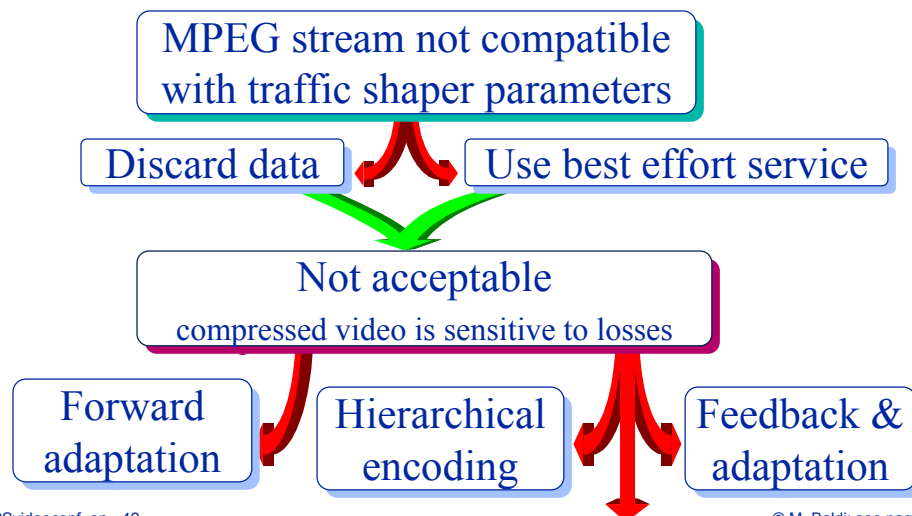 MPEG stream not compatible
with traffic shaper parameters
Discard data
Use best effort service
Not acceptable
compressed video is sensitive to losses
Forward
adaptation
Hierarchical
encoding
Feedback &
adaptation